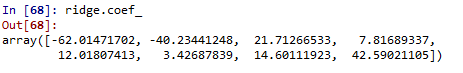 In [68]: ridge.coef_
Out[68]:
array([-62.01471702, -40.23441248,  21.71266533,   7.81689337,
        12.01807413,   3.42687839,  14.60111923,  42.59021105])